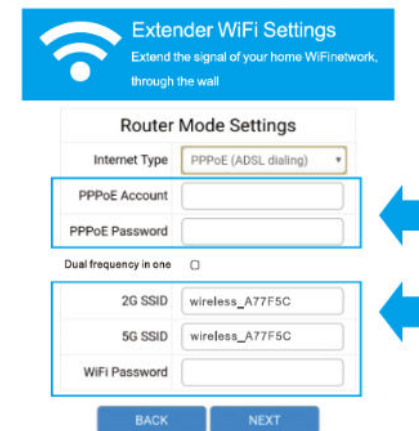 Extender WiFi Settings
Extend the signal of your home WiFinetwork,
through the wall
Router Mode Settings
Internet Type PPPoE (ADSL dialing)
PPPoE Account
PPPoE Password
Dual frequency in one
2G SSID wireless_A77F5C
5G SSID wireless_A77F5C
WiFi Password
BACK NEXT